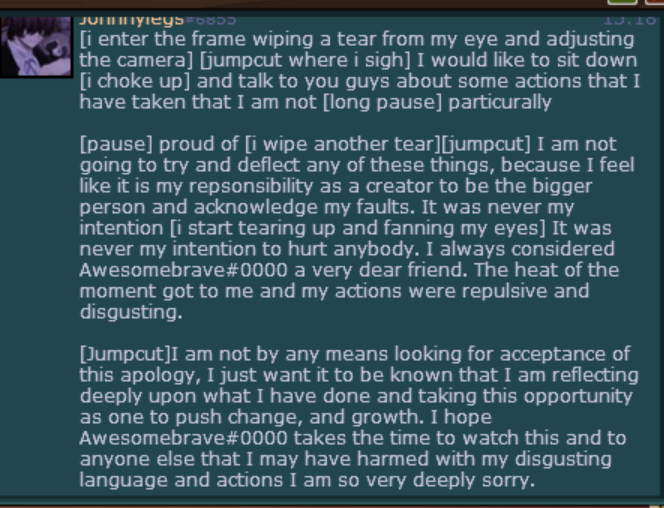 Johnnylegs#6855 15:18
[i enter the frame wiping a tear from my eye and adjusting
the camera] [jumpcut where i sigh] I would like to sit down
[i choke up] and talk to you guys about some actions that I
have taken that I am not [long pause] particurally
[pause] proud of [i wipe another tear][jumpcut] I am not
going to try and deflect any of these things, because I feel
like it is my repsonsibility as a creator to be the bigger
person and acknowledge my faults. It was never my
intention [i start tearing up and fanning my eyes] It was
never my intention to hurt anybody. I always considered
Awesomebrave#0000 a very dear friend. The heat of the
moment got to me and my actions were repulsive and
disgusting.
[Jumpcut]I am not by any means looking for acceptance of
this apology, I just want it to be known that I am reflecting
deeply upon what I have done and taking this opportunity
as one to push change, and growth. I hope
Awesomebrave#0000 takes the time to watch this and to
anyone else that I may have harmed with my disgusting
language and actions I am so very deeply sorry.